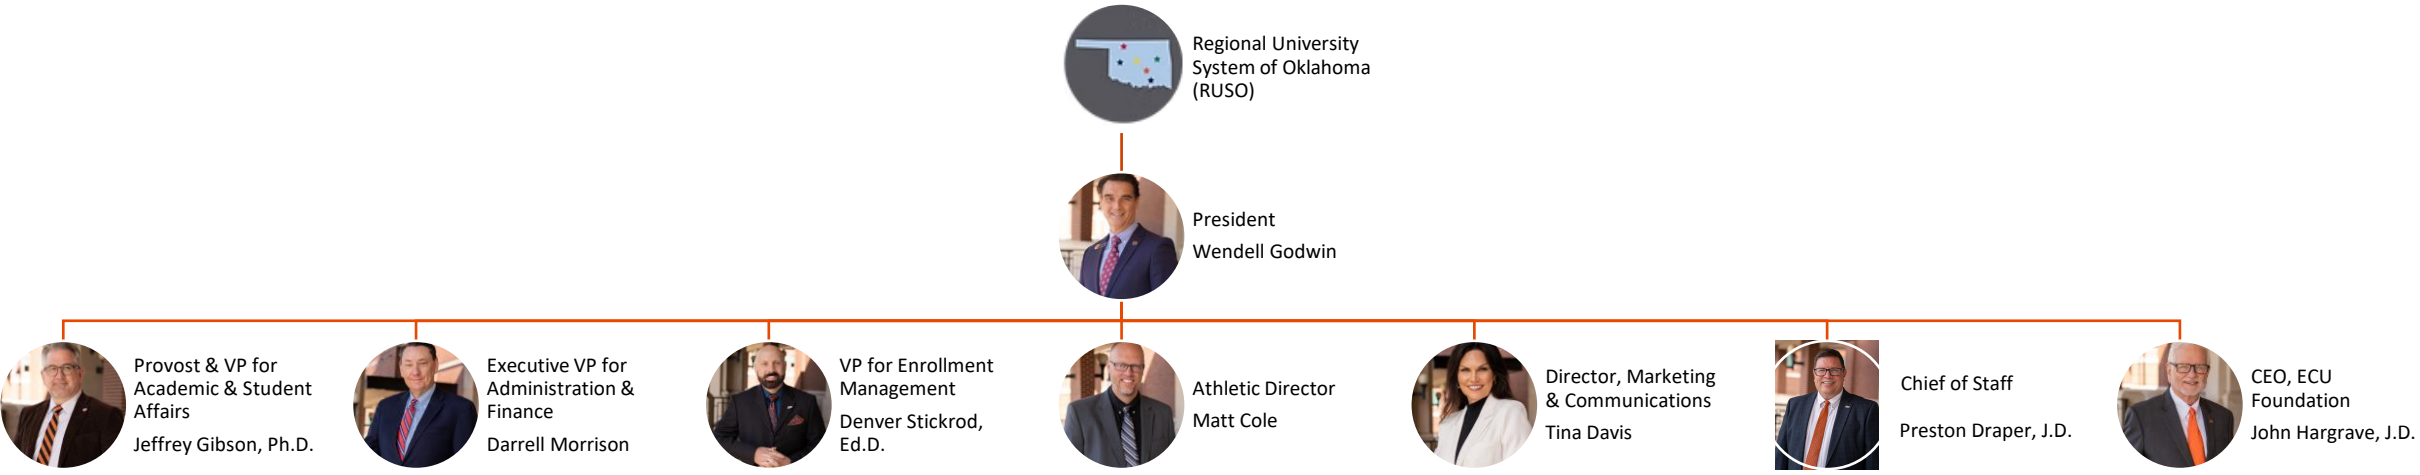 Regional University
System of Oklahoma
(RUSO)
President
Wendell Godwin
Provost & VP for
Academic & Student
Affairs
Jeffrey Gibson, Ph.D.
Executive VP for
Administration &
Finance
Darrell Morrison
VP for Enrollment
Management
Denver Stickrod,
Ed.D.
Athletic Director
Matt Cole
Director, Marketing
& Communications
Tina Davis
Chief of Staff
Preston Draper, J.D.
CEO, ECU
Foundation
John Hargrave, J.D.